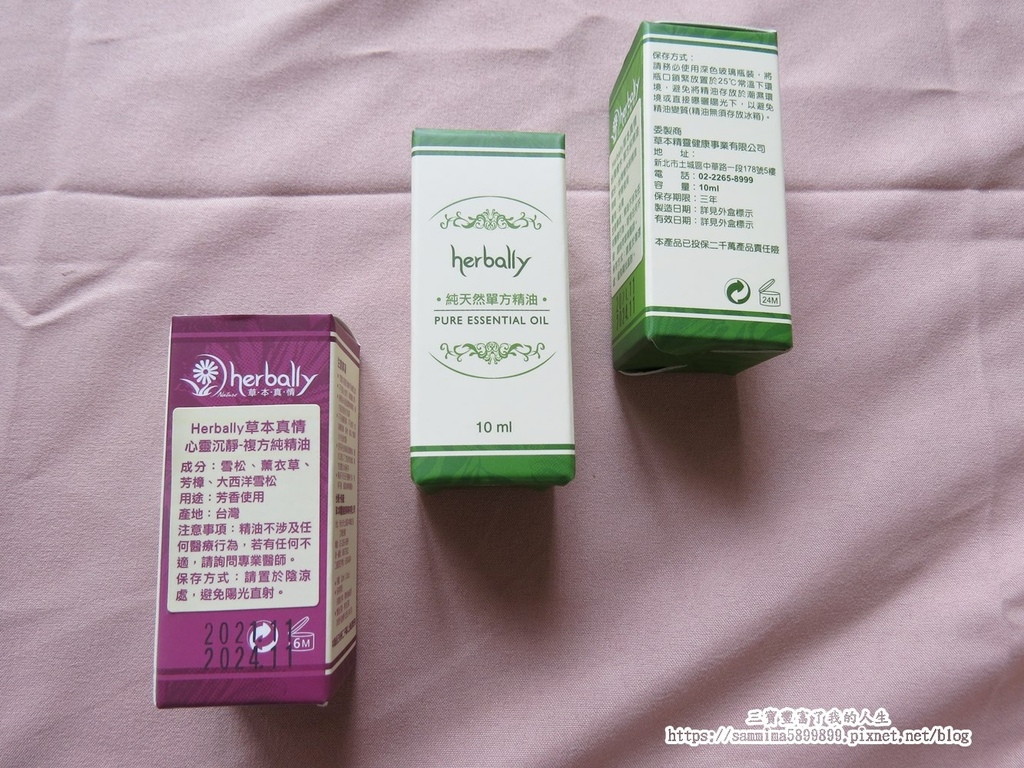 herbally
Nature
草‧本‧真‧情
Herbally草本真情
心靈沉靜-複方純精油
成分：雪松、薰衣草、
芳樟、大西洋雪松
用途：芳香使用
產地：台灣
注意事項：精油不涉及任
何醫療行為，若有任何不
適，請詢問專業醫師。
保存方式：請置於陰涼
處，避免陽光直射。
2021.11
2024.11
6M
herbally
•純天然單方精油•
PURE ESSENTIAL OIL
10 ml
herbally
保存方式：
請務必使用深色玻璃瓶裝，將
瓶口鎖緊放置於25℃常溫下環
境，避免將精油存放於潮濕環
境或直接曝曬陽光下，以避免
精油變質(精油無須存放冰箱)。
委製商
草本精靈健康事業有限公司
地 址：
新北市土城區中華路一段178號5樓
電 話：02-2265-8999
容 量：10ml
保存期限：三年
製造日期：詳見外盒標示
有效日期：詳見外盒標示
本產品已投保二千萬產品責任險
24M
三寶豐富了我的人生
https://sammima5899899.pixnet.net/blog